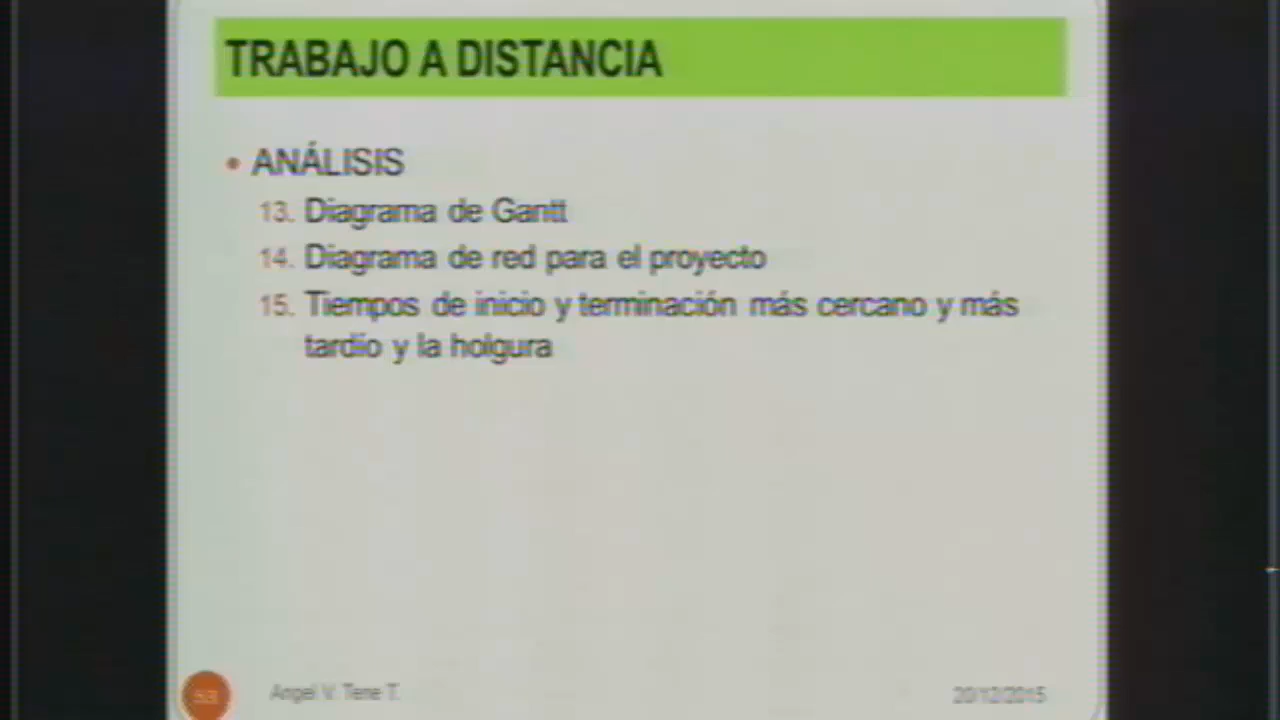 TRABAJO A DISTANCIA
• ANÁLISIS
13. Diagrama de Gantt
14. Diagrama de red para el proyecto
15. Tiempos de inicio y terminación más cercano y más
tardío y la holgura
Angel V. Tene T.
20/12/2015